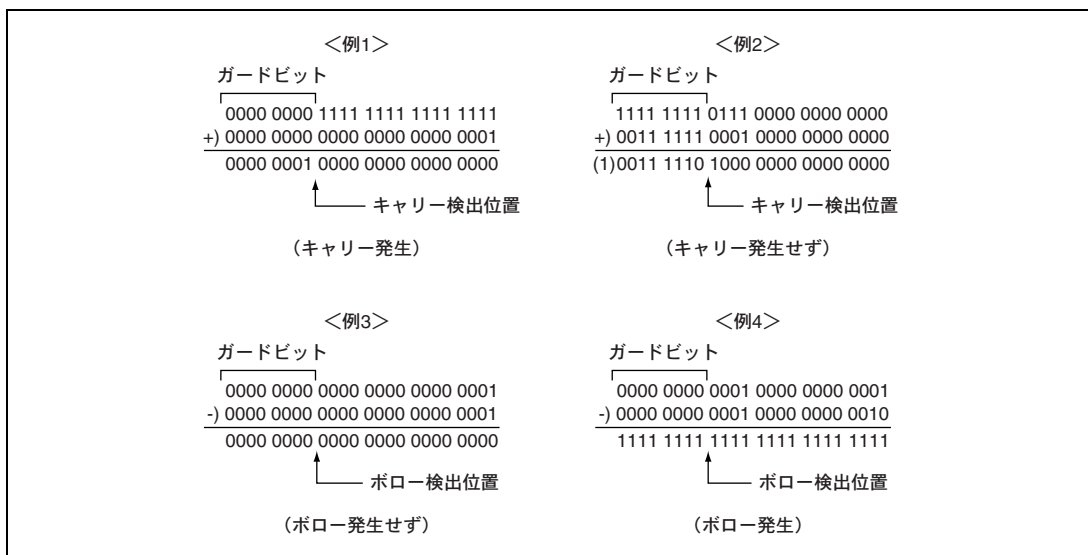 <例1>
ガードビット
0000 0000 1111 1111 1111 1111
+) 0000 0000 0000 0000 0000 0001
0000 0001 0000 0000 0000 0000
キャリー検出位置
(キャリー発生)
<例2>
ガードビット
1111 1111 0111 0000 0000 0000
+) 0011 1111 0001 0000 0000 0000
(1)0011 1110 1000 0000 0000 0000
キャリー検出位置
(キャリー発生せず)
<例3>
ガードビット
0000 0000 0000 0000 0000 0001
-) 0000 0000 0000 0000 0000 0001
0000 0000 0000 0000 0000 0000
ボロー検出位置
(ボロー発生せず)
<例4>
ガードビット
0000 0000 0001 0000 0000 0001
-) 0000 0000 0001 0000 0000 0010
1111 1111 1111 1111 1111 1111
ボロー検出位置
(ボロー発生)